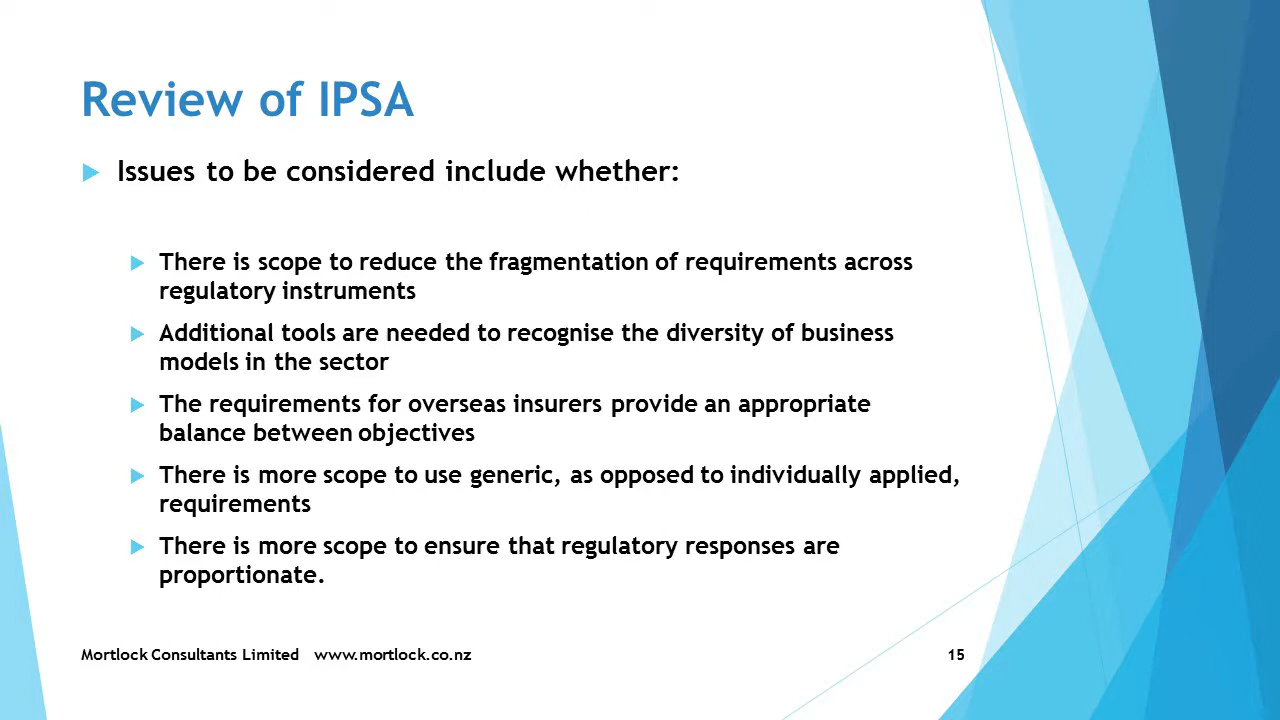 Review of IPSA
Issues to be considered include whether:
There is scope to reduce the fragmentation of requirements across
regulatory instruments
Additional tools are needed to recognise the diversity of business
models in the sector
The requirements for overseas insurers provide an appropriate
balance between objectives
There is more scope to use generic, as opposed to individually applied,
requirements
There is more scope to ensure that regulatory responses are
proportionate.
Mortlock Consultants Limited www.mortlock.co.nz 15